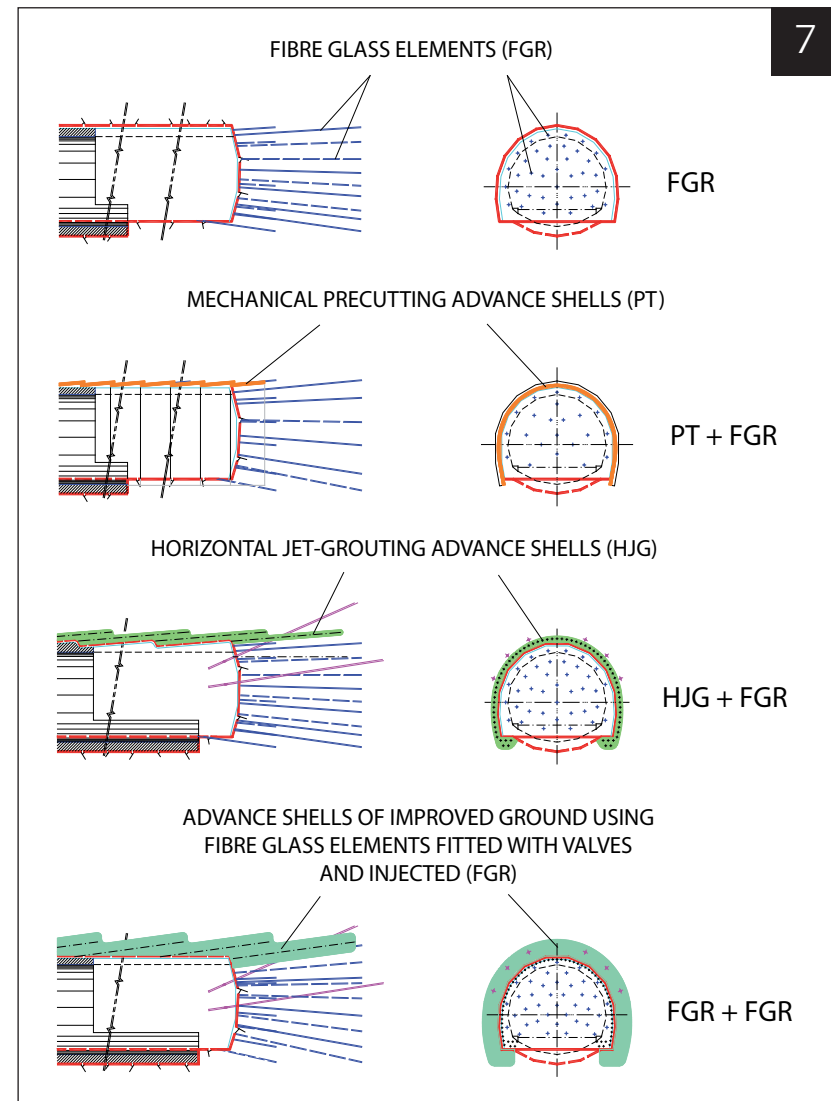 7
FIBRE GLASS ELEMENTS (FGR)
FGR
MECHANICAL PRECUTTING ADVANCE SHELLS (PT)
PT + FGR
HORIZONTAL JET-GROUTING ADVANCE SHELLS (HJG)
HJG + FGR
ADVANCE SHELLS OF IMPROVED GROUND USING
FIBRE GLASS ELEMENTS FITTED WITH VALVES
AND INJECTED (FGR)
FGR + FGR